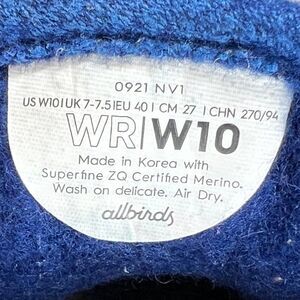 0921 NV1
US W10 | UK 7-7.5 | EU 40 | CM 27 | CHN 270/94
WR|W10
Made in Korea with
Superfine ZQ Certified Merino.
Wash on delicate. Air Dry.
allbirds